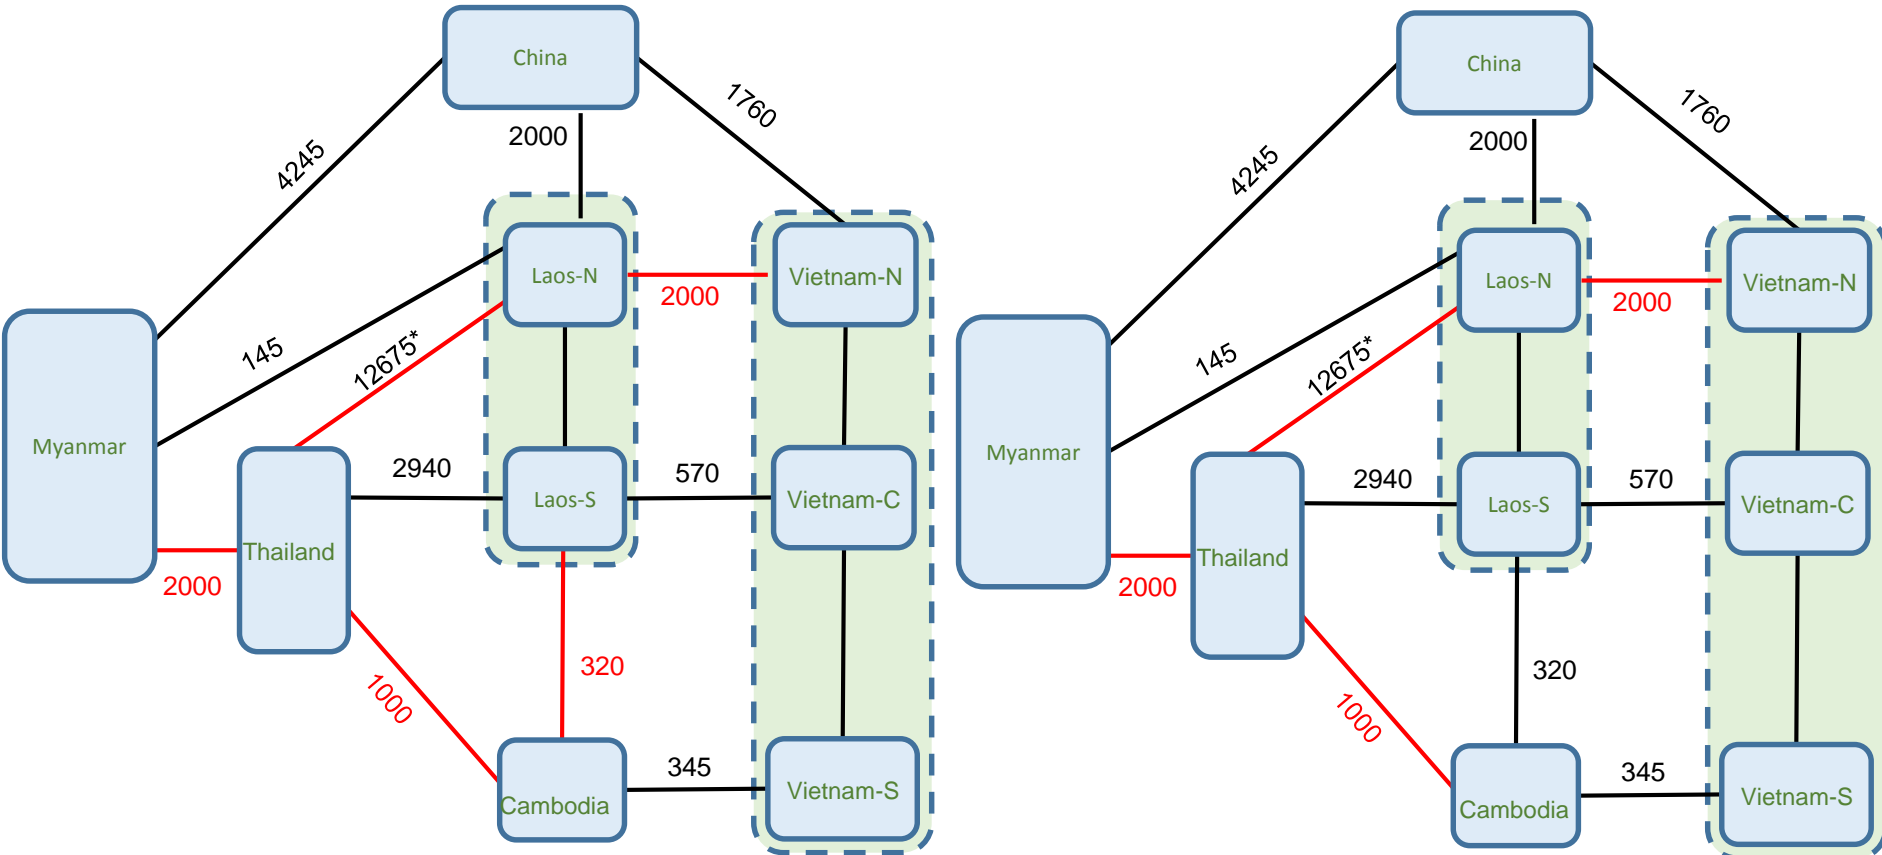 China
1760
2000
4245
Laos-N
2000
Vietnam-N
145
12675*
Myanmar
2940
Laos-S
570
Vietnam-C
Thailand
2000
320
1000
345
Cambodia
Vietnam-S
China
1760
2000
4245
Laos-N
2000
Vietnam-N
145
12675*
Myanmar
2940
Laos-S
570
Vietnam-C
Thailand
2000
320
1000
345
Cambodia
Vietnam-S